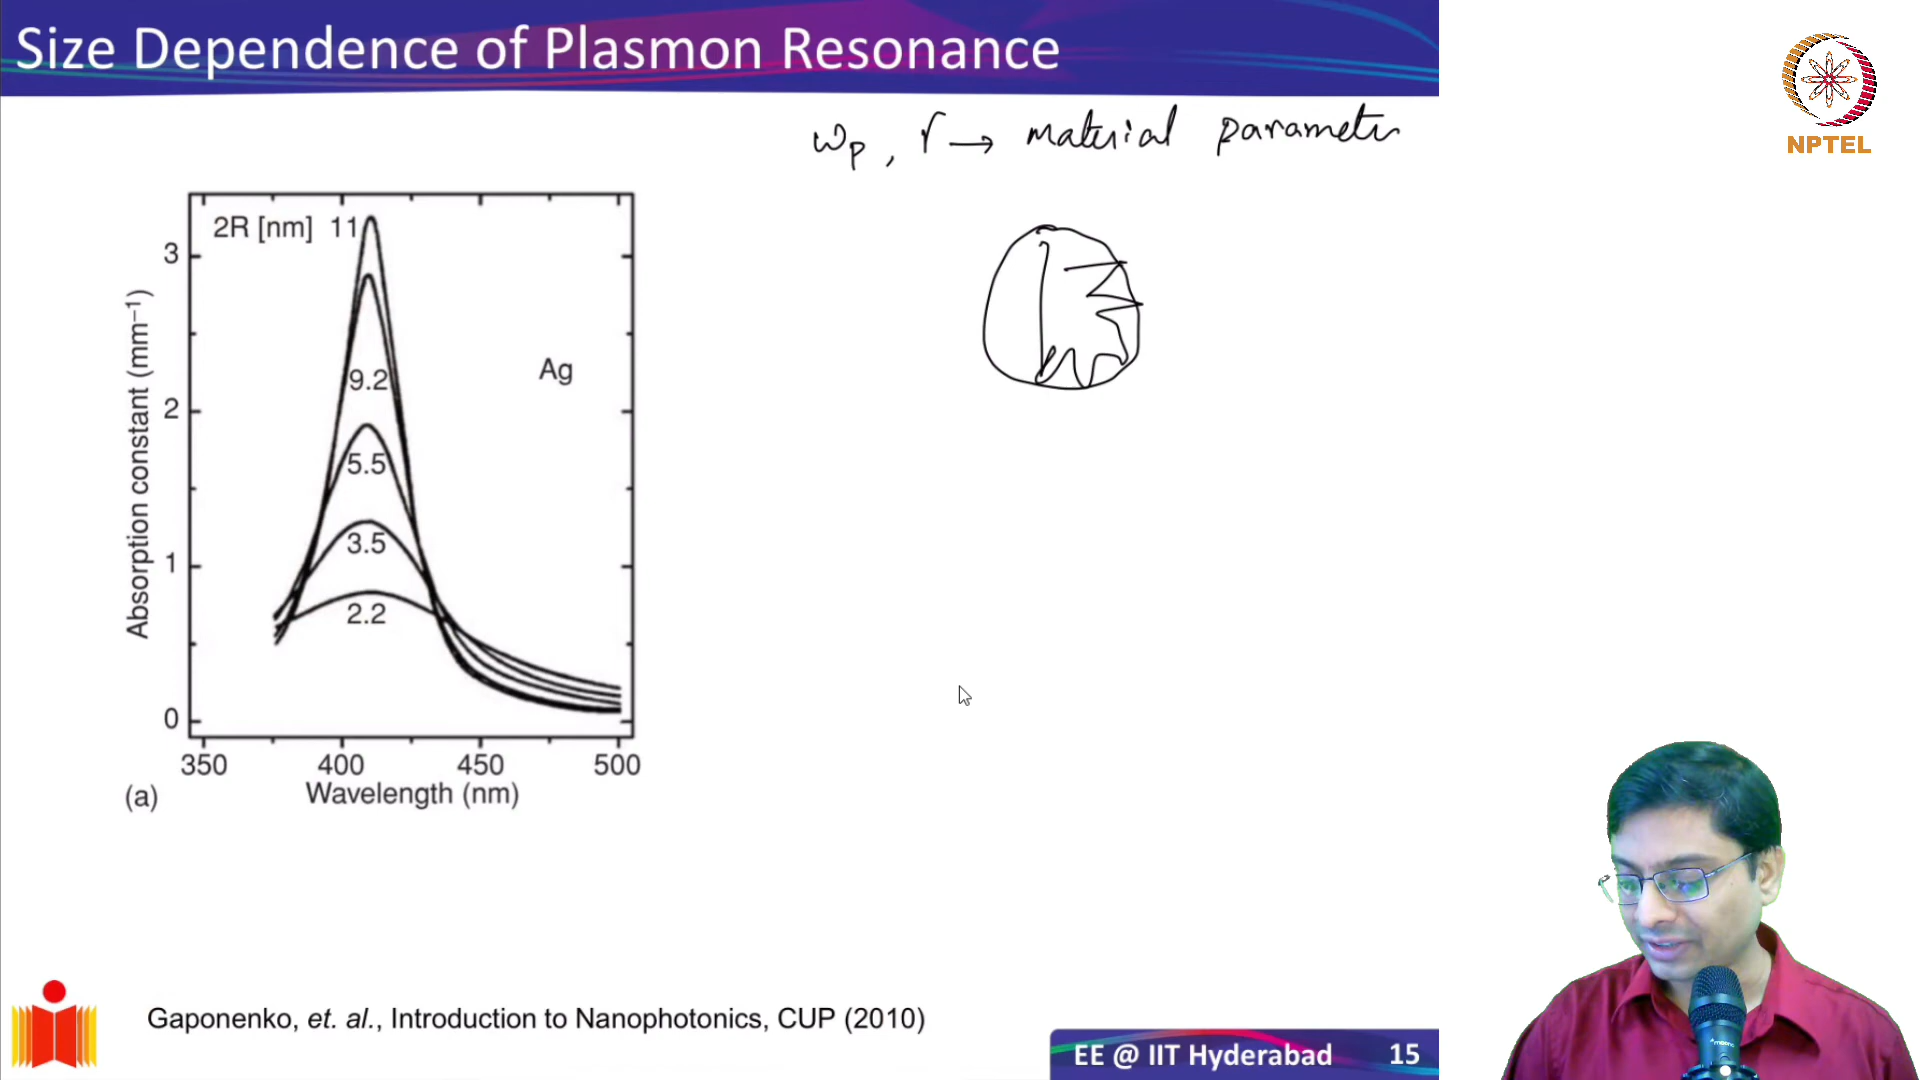 Size Dependence of Plasmon Resonance
NPTEL
ωp, Γ → material parameter
2R [nm] 11
9.2
5.5
3.5
2.2
Ag
3
2
1
0
Absorption constant (mm⁻¹)
350 400 450 500
Wavelength (nm)
(a)
Gaponenko, et. al., Introduction to Nanophotonics, CUP (2010)
EE @ IIT Hyderabad 15